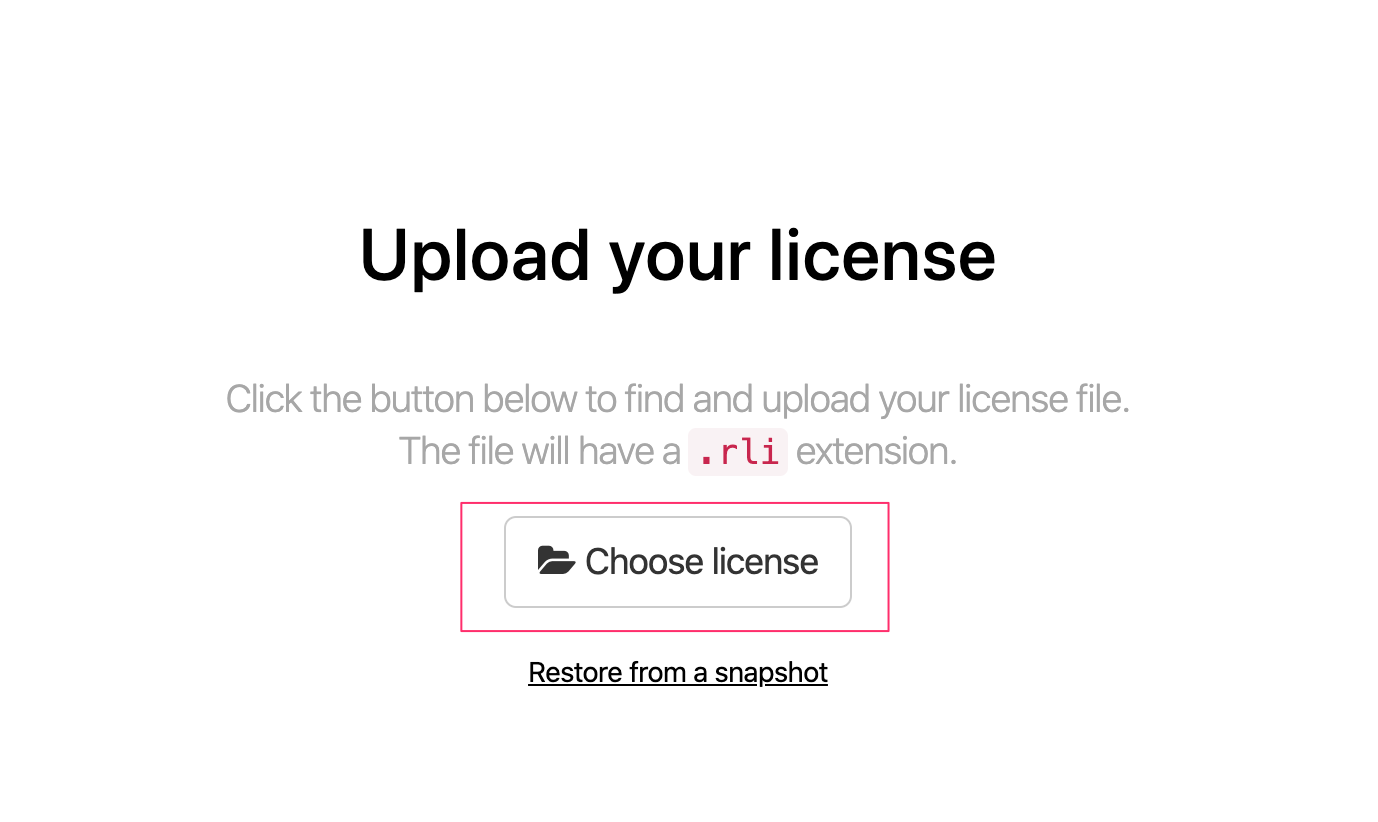 Upload your license
Click the button below to find and upload your license file.
The file will have a .rli extension.
Choose license
Restore from a snapshot